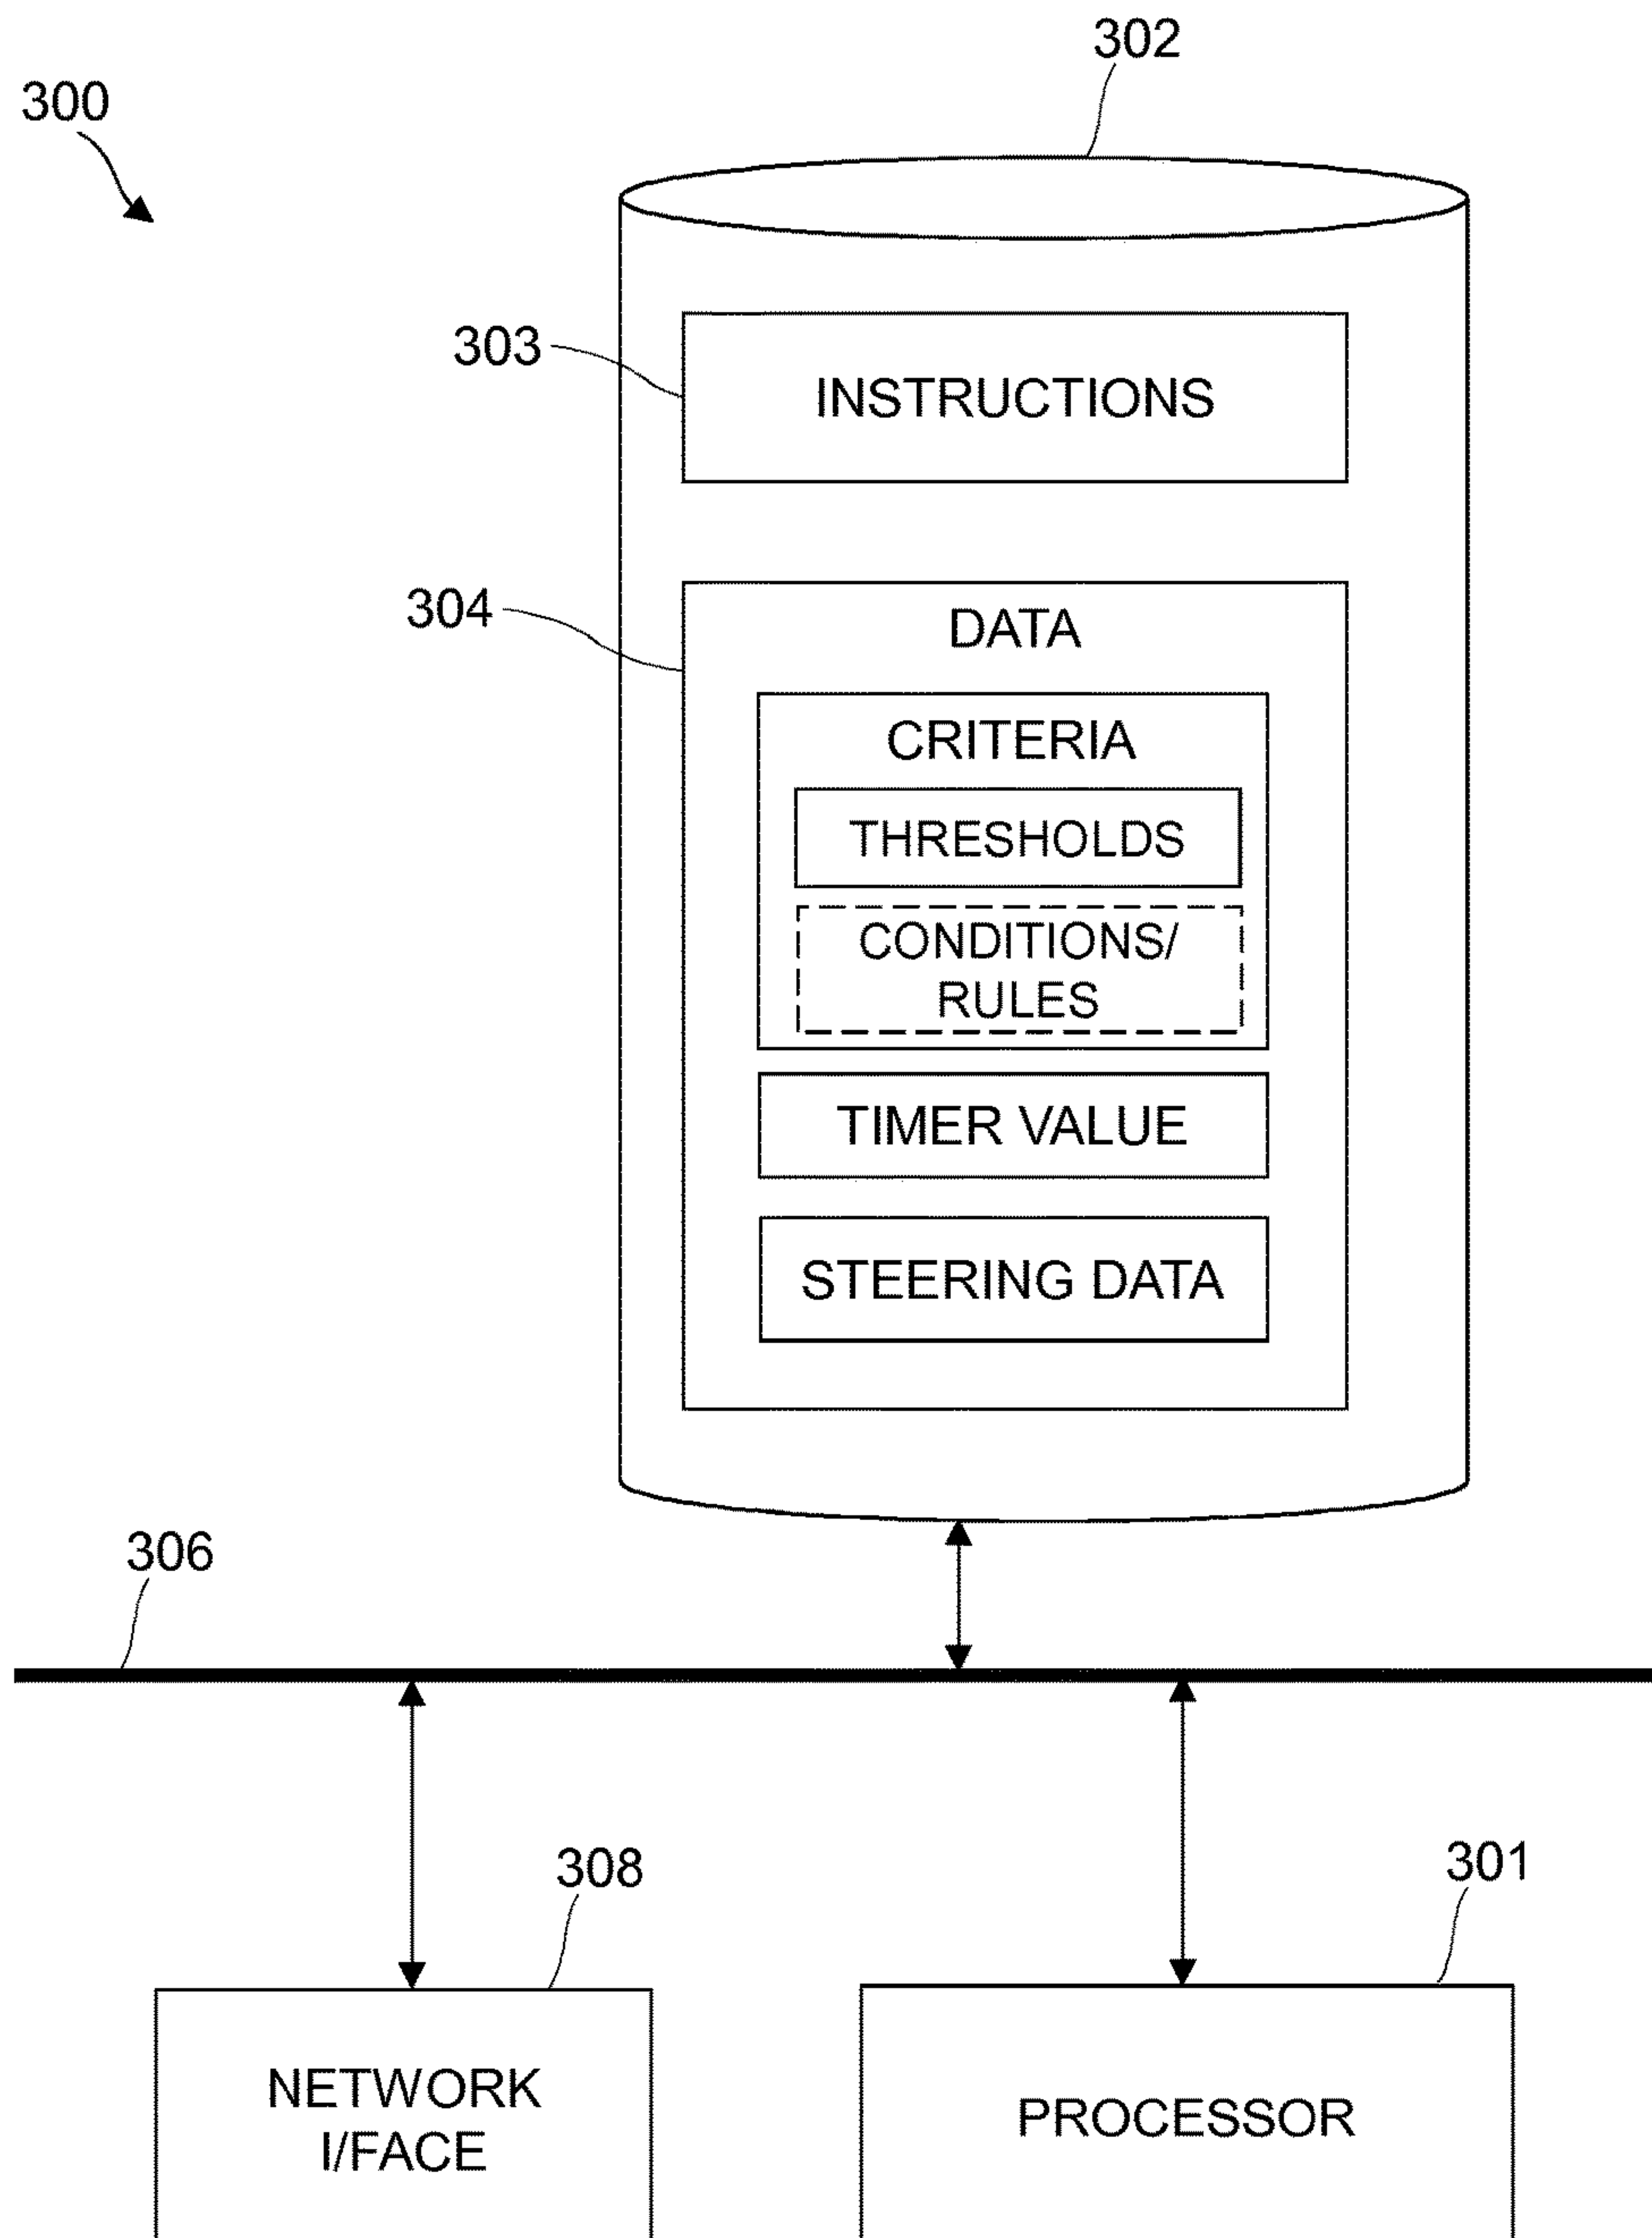 302
300
303
INSTRUCTIONS
304
DATA
CRITERIA
THRESHOLDS
CONDITIONS/
RULES
TIMER VALUE
STEERING DATA
306
308
301
NETWORK
I/FACE
PROCESSOR